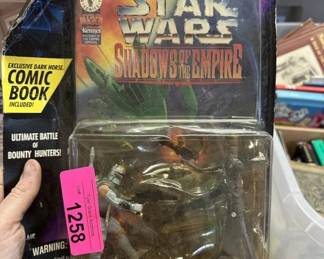 STAR
WARS
SHADOWS OF THE EMPIRE
Kenner
EXCLUSIVE DARK HORSE
COMIC
BOOK
INCLUDED!
ULTIMATE BATTLE
OF
BOUNTY HUNTERS!
1258
WARNING: